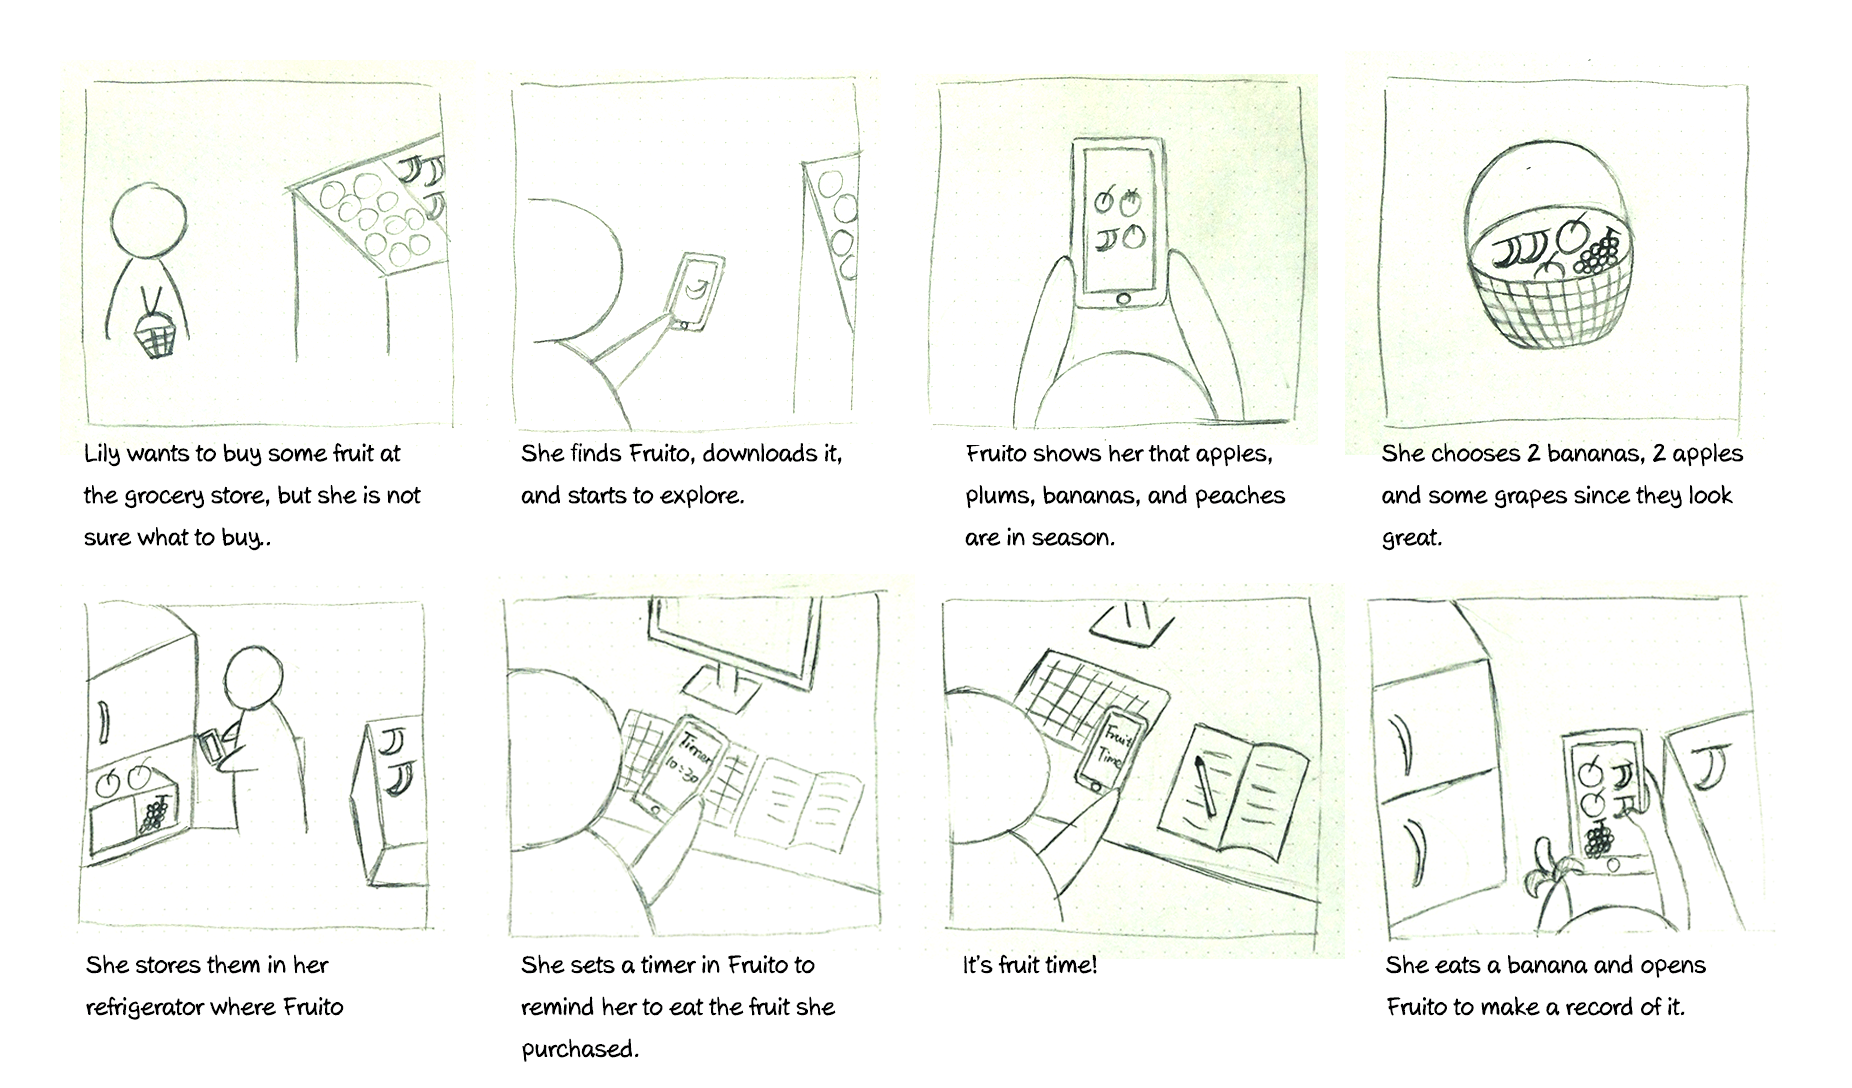 Lily wants to buy some fruit at
the grocery store, but she is not
sure what to buy..
She finds Fruito, downloads it,
and starts to explore.
Fruito shows her that apples,
plums, bananas, and peaches
are in season.
She chooses 2 bananas, 2 apples
and some grapes since they look
great.
She stores them in her
refrigerator where Fruito
Timer
10:30
She sets a timer in Fruito to
remind her to eat the fruit she
purchased.
Fruit
Time
It's fruit time!
She eats a banana and opens
Fruito to make a record of it.